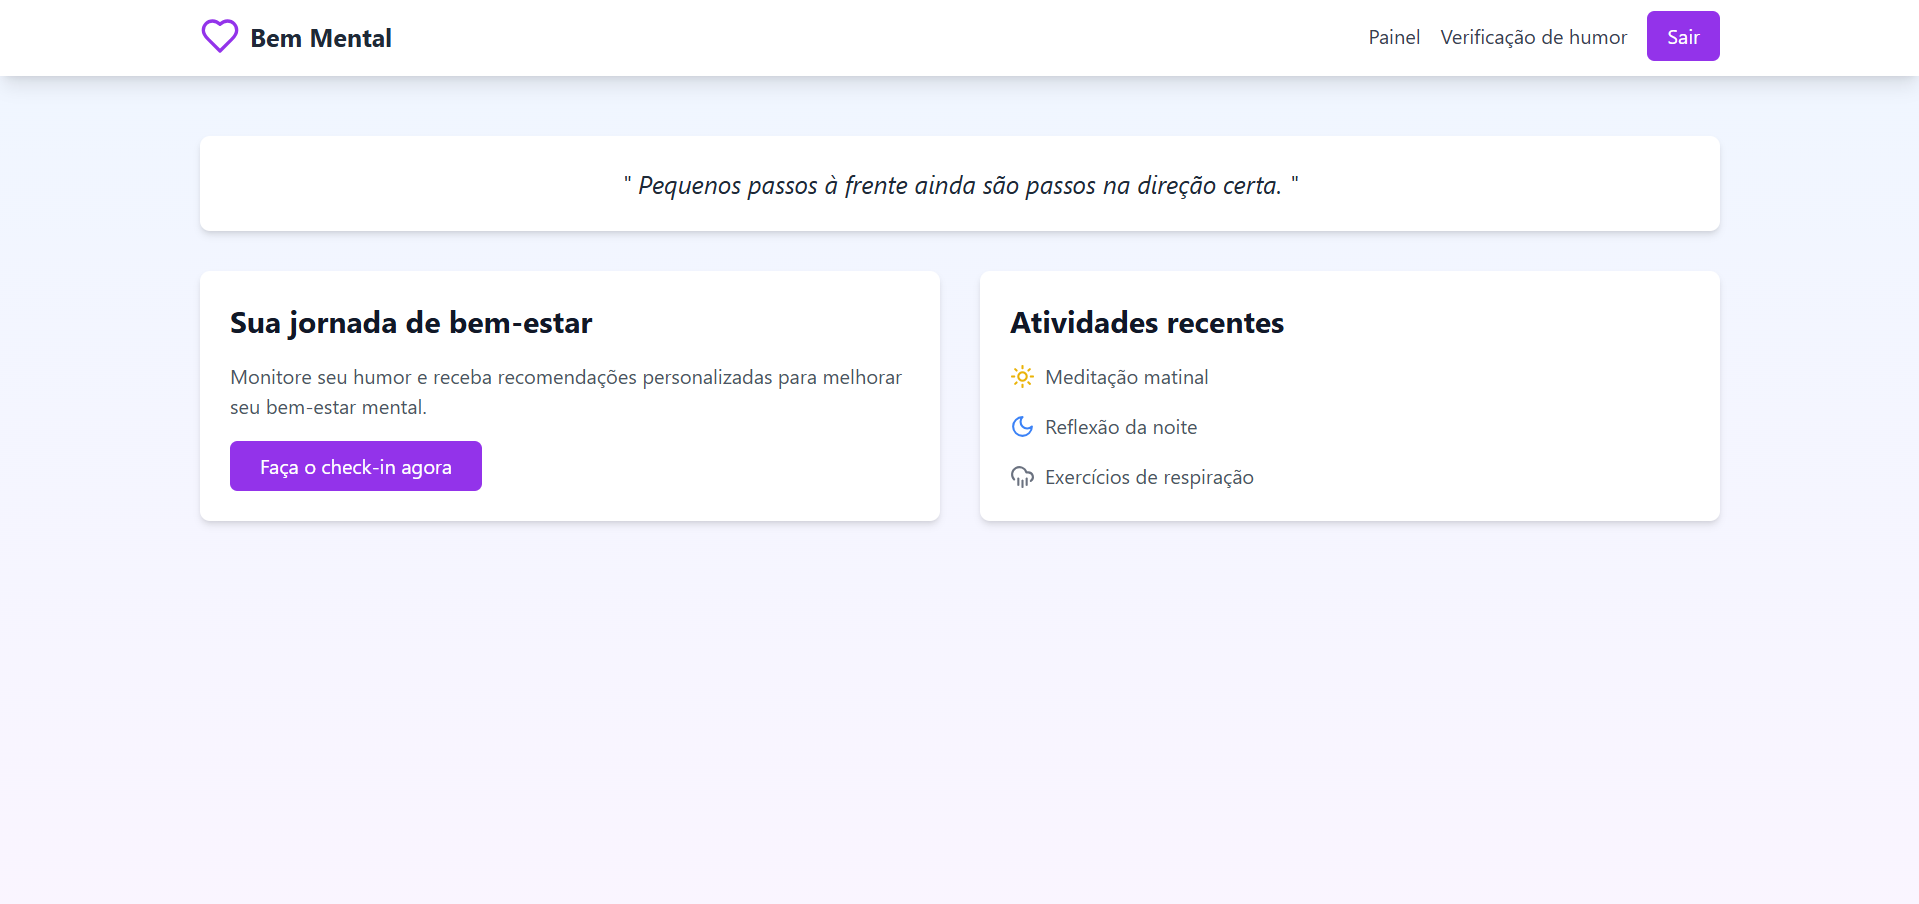 Bem Mental
Painel
Verificação de humor
Sair
" Pequenos passos à frente ainda são passos na direção certa. "
Sua jornada de bem-estar
Monitore seu humor e receba recomendações personalizadas para melhorar
seu bem-estar mental.
Faça o check-in agora
Atividades recentes
Meditação matinal
Reflexão da noite
Exercícios de respiração